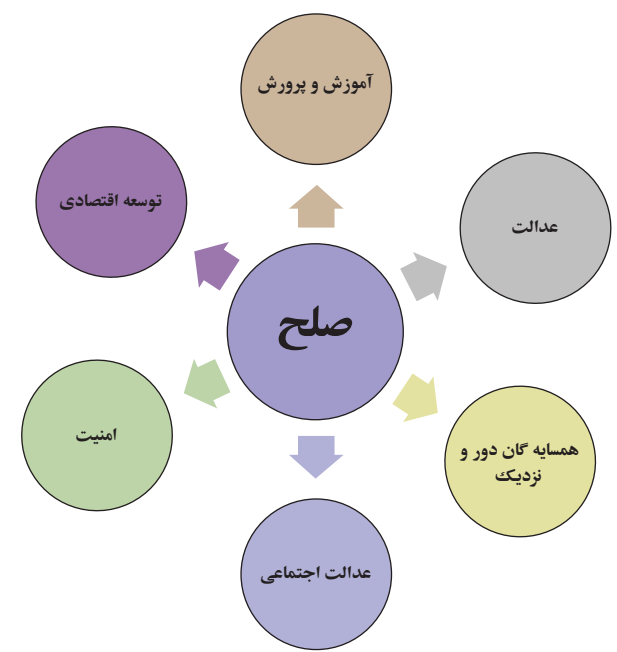 آموزش و پرورش
توسعه اقتصادی
عدالت
صلح
امنیت
همسایه گان دور و
نزدیک
عدالت اجتماعی